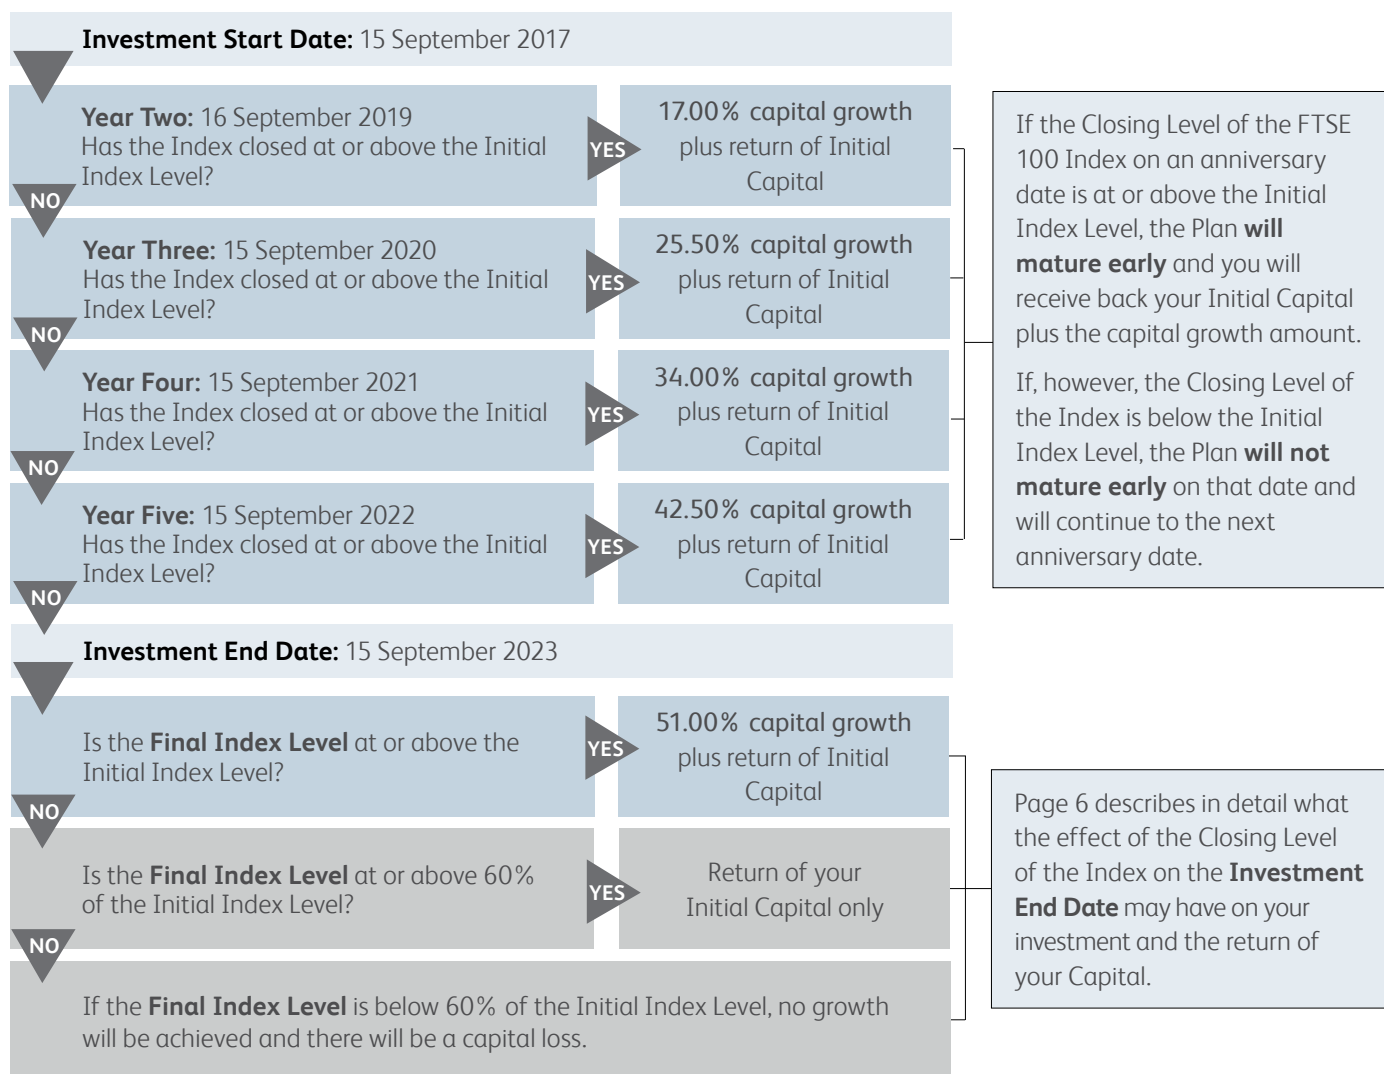 Investment Start Date: 15 September 2017
Year Two: 16 September 2019
Has the Index closed at or above the Initial
Index Level?
YES
17.00% capital growth
plus return of Initial
Capital
NO
Year Three: 15 September 2020
Has the Index closed at or above the Initial
Index Level?
YES
25.50% capital growth
plus return of Initial
Capital
NO
Year Four: 15 September 2021
Has the Index closed at or above the Initial
Index Level?
YES
34.00% capital growth
plus return of Initial
Capital
NO
Year Five: 15 September 2022
Has the Index closed at or above the Initial
Index Level?
YES
42.50% capital growth
plus return of Initial
Capital
NO
If the Closing Level of the FTSE
100 Index on an anniversary
date is at or above the Initial
Index Level, the Plan will
mature early and you will
receive back your Initial Capital
plus the capital growth amount.
If, however, the Closing Level of
the Index is below the Initial
Index Level, the Plan will not
mature early on that date and
will continue to the next
anniversary date.
Investment End Date: 15 September 2023
Is the Final Index Level at or above the
Initial Index Level?
YES
51.00% capital growth
plus return of Initial
Capital
NO
Is the Final Index Level at or above 60%
of the Initial Index Level?
YES
Return of your
Initial Capital only
NO
If the Final Index Level is below 60% of the Initial Index Level, no growth
will be achieved and there will be a capital loss.
Page 6 describes in detail what
the effect of the Closing Level
of the Index on the Investment
End Date may have on your
investment and the return of
your Capital.